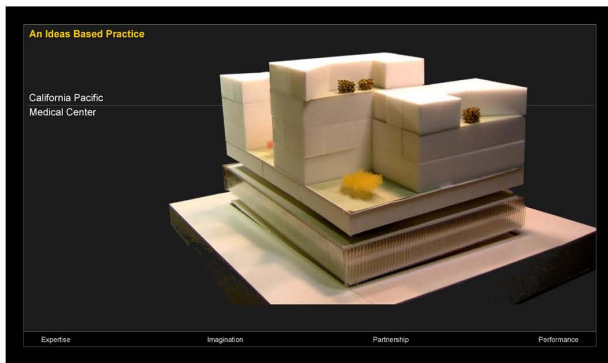 An Ideas Based Practice
California Pacific
Medical Center
Expertise
Imagination
Partnership
Performance